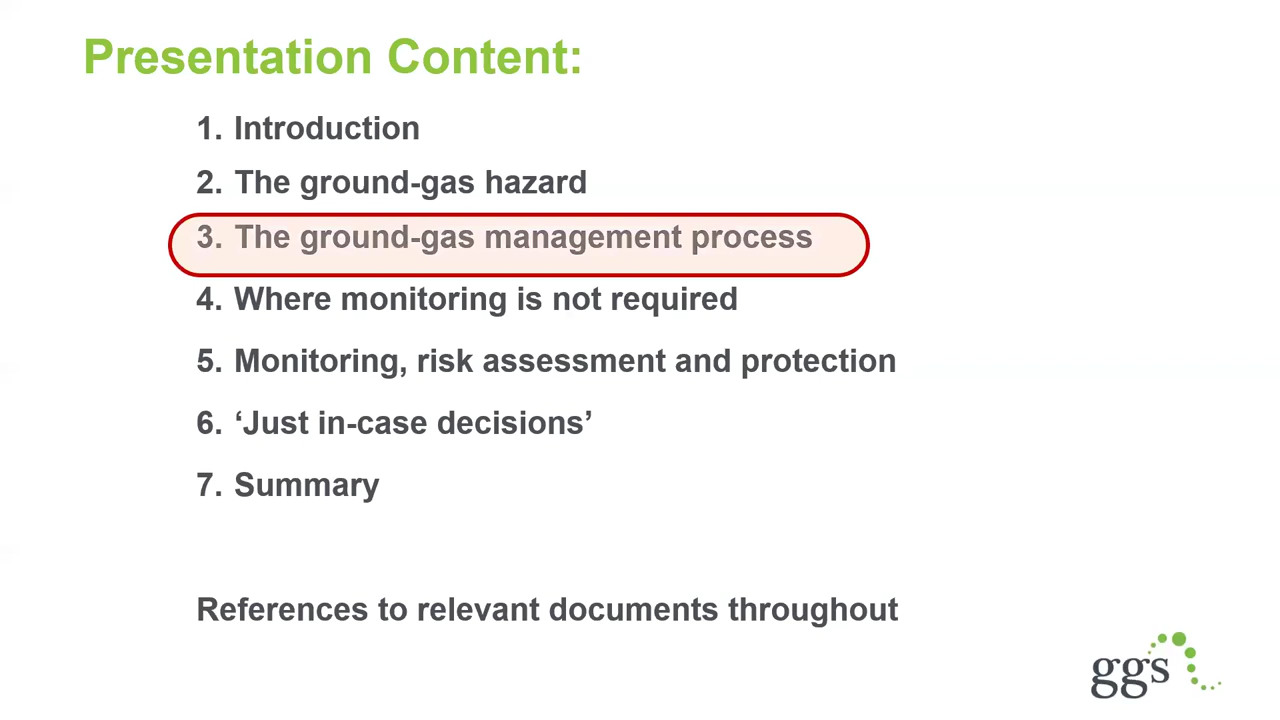 Presentation Content:
1. Introduction
2. The ground-gas hazard
3. The ground-gas management process
4. Where monitoring is not required
5. Monitoring, risk assessment and protection
6. ‘Just in-case decisions’
7. Summary
References to relevant documents throughout
ggs